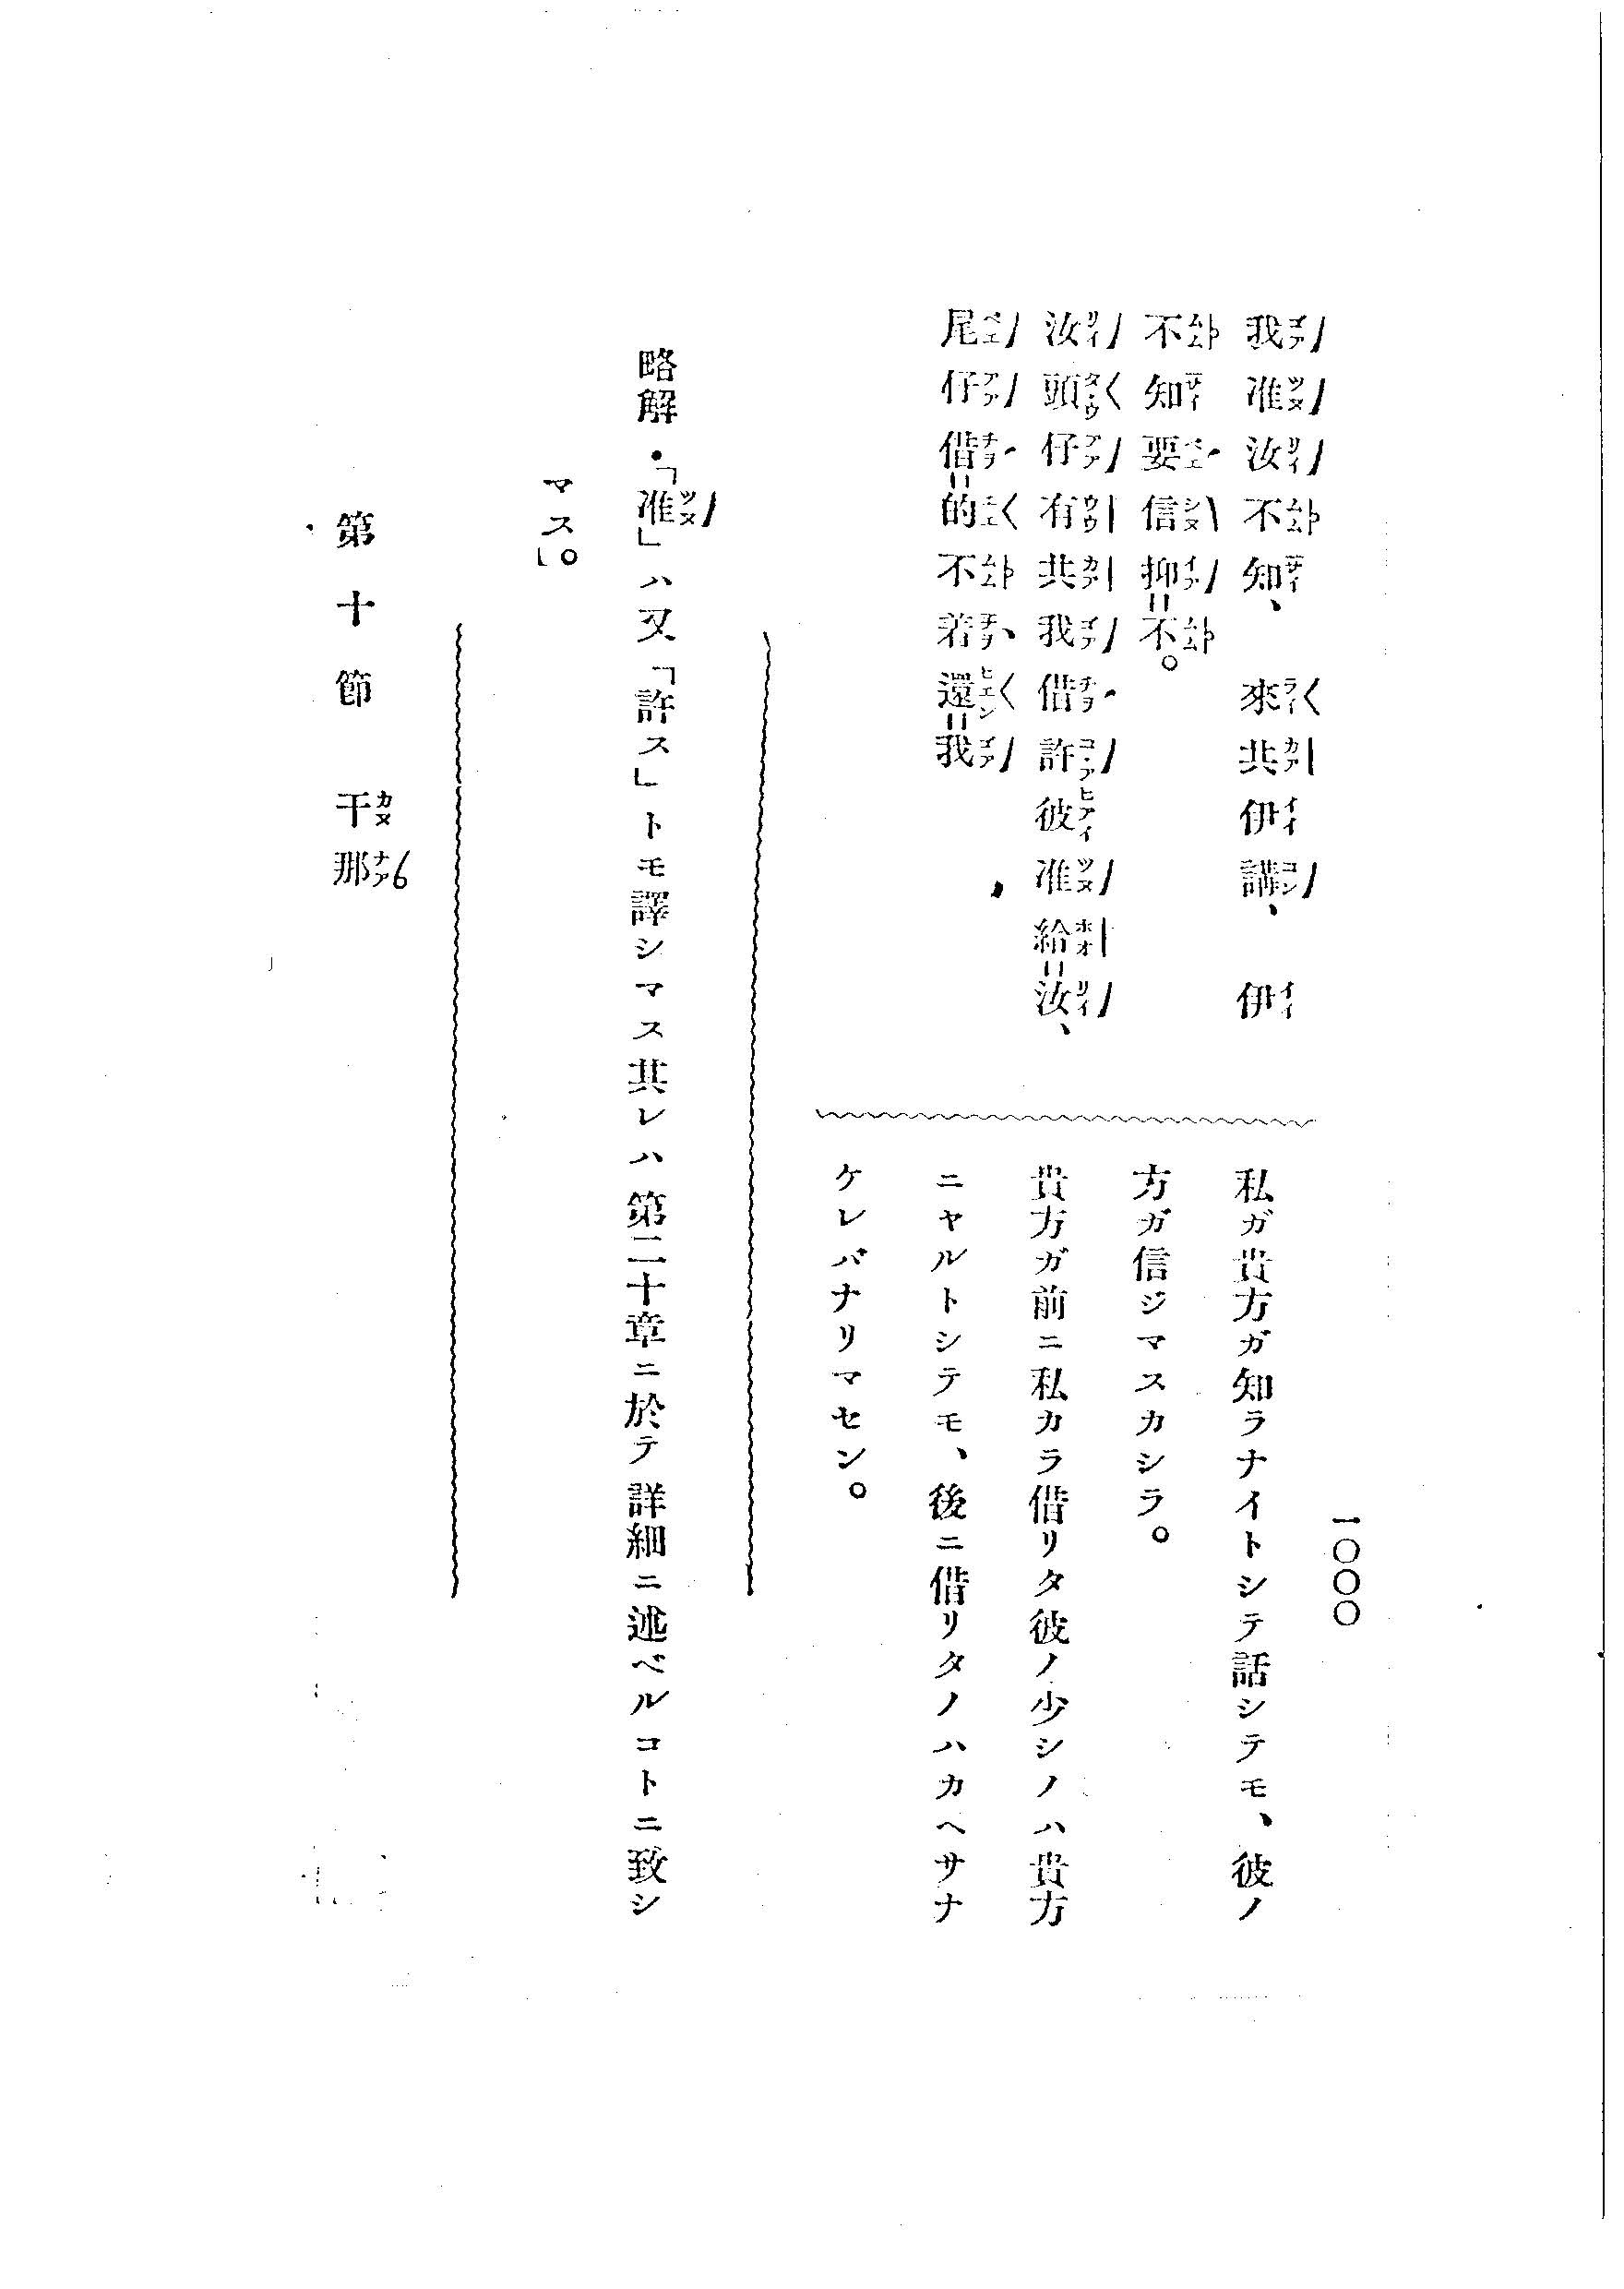 一〇〇〇
我准汝不知、來共伊講、伊
不知要信抑不。
汝頭仔有共我借許彼准給汝、
尾仔借的不着、還我
私ガ貴方ガ知ラナイトシテ話シテモ、彼ノ
方ガ信ジマスカシラ。
貴方ガ前ニ私カラ借リタ彼ノ少シノハ貴方
ニヤルトシテモ、後ニ借リタノハカヘサナ
ケレバナリマセン。
略解・「准」ハ又「許ス」トモ譯シマス其レハ第二十章ニ於テ詳細ニ述ベルコトニ致シ
マス。」
第十節 干那